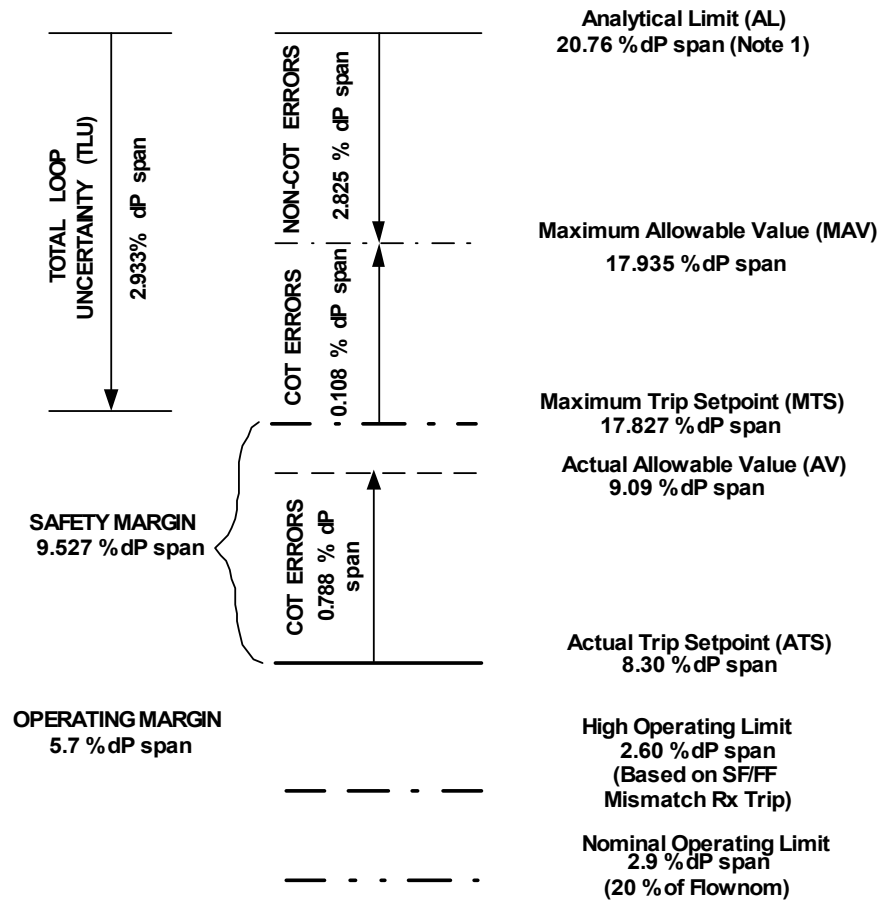 Analytical Limit (AL)
20.76 %dP span (Note 1)
TOTAL LOOP
UNCERTAINTY (TLU)
2.933% dP span
NON-COT ERRORS
2.825 % dP span
Maximum Allowable Value (MAV)
17.935 %dP span
COT ERRORS
0.108 % dP span
Maximum Trip Setpoint (MTS)
17.827 %dP span
Actual Allowable Value (AV)
9.09 %dP span
SAFETY MARGIN
9.527 %dP span
COT ERRORS
0.788 % dP
span
Actual Trip Setpoint (ATS)
8.30 %dP span
OPERATING MARGIN
5.7 %dP span
High Operating Limit
2.60 %dP span
(Based on SF/FF
Mismatch Rx Trip)
Nominal Operating Limit
2.9 %dP span
(20 %of Flownom)